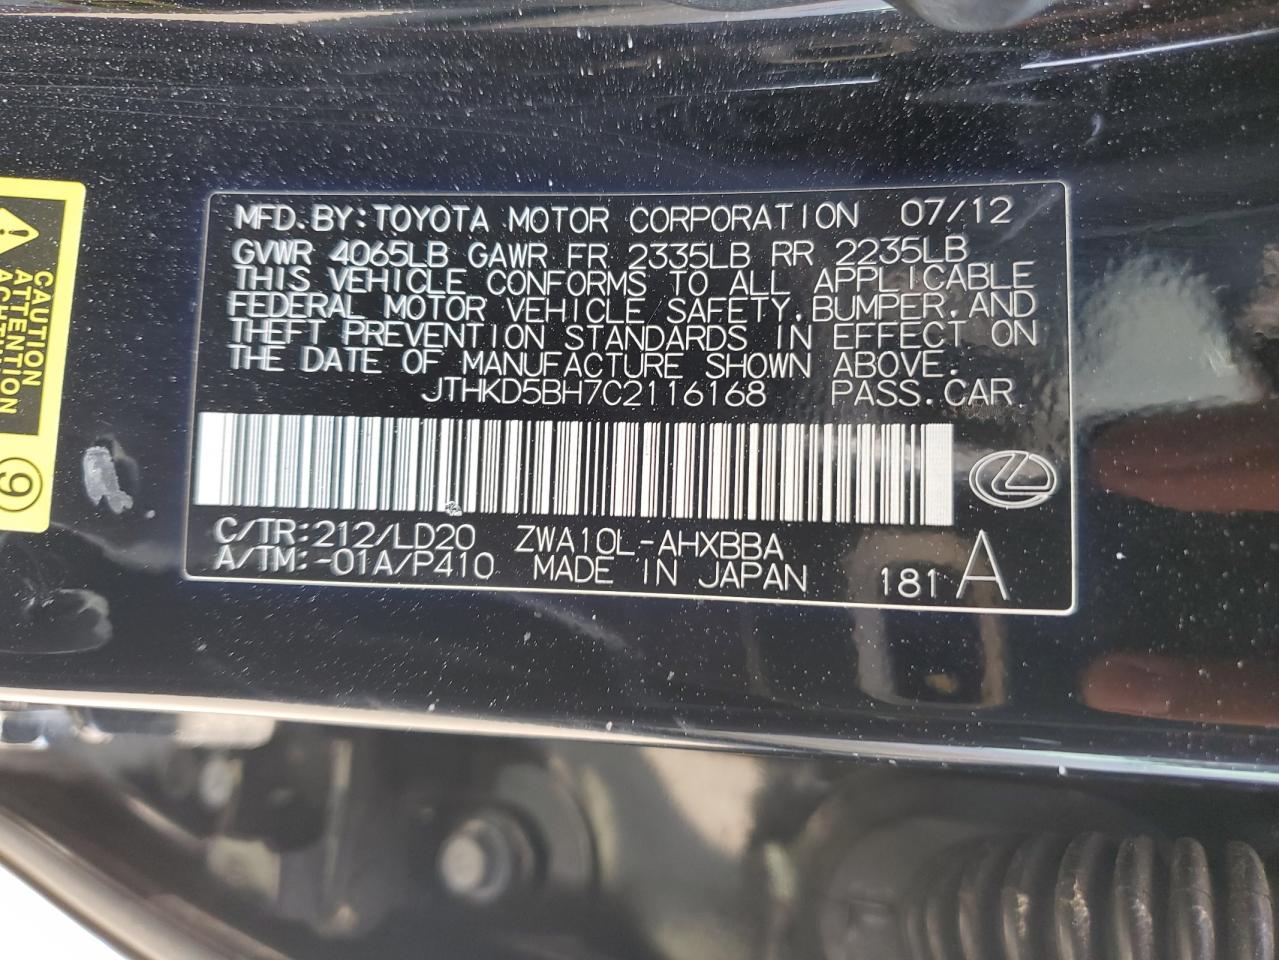 MFD.BY:TOYOTA MOTOR CORPORATION 07/12
GVWR 4065LB GAWR FR 2335LB RR 2235LB
THIS VEHICLE CONFORMS TO ALL APPLICABLE
FEDERAL MOTOR VEHICLE SAFETY,BUMPER,AND
THEFT PREVENTION STANDARDS IN EFFECT ON
THE DATE OF MANUFACTURE SHOWN ABOVE.
JTHKD5BH7C2116168 PASS.CAR
C/TR:212/LD20 ZWA10L-AHXBBA
A/TM:-01A/P410 MADE IN JAPAN 181 A
CAUTION
ATTENTION
9